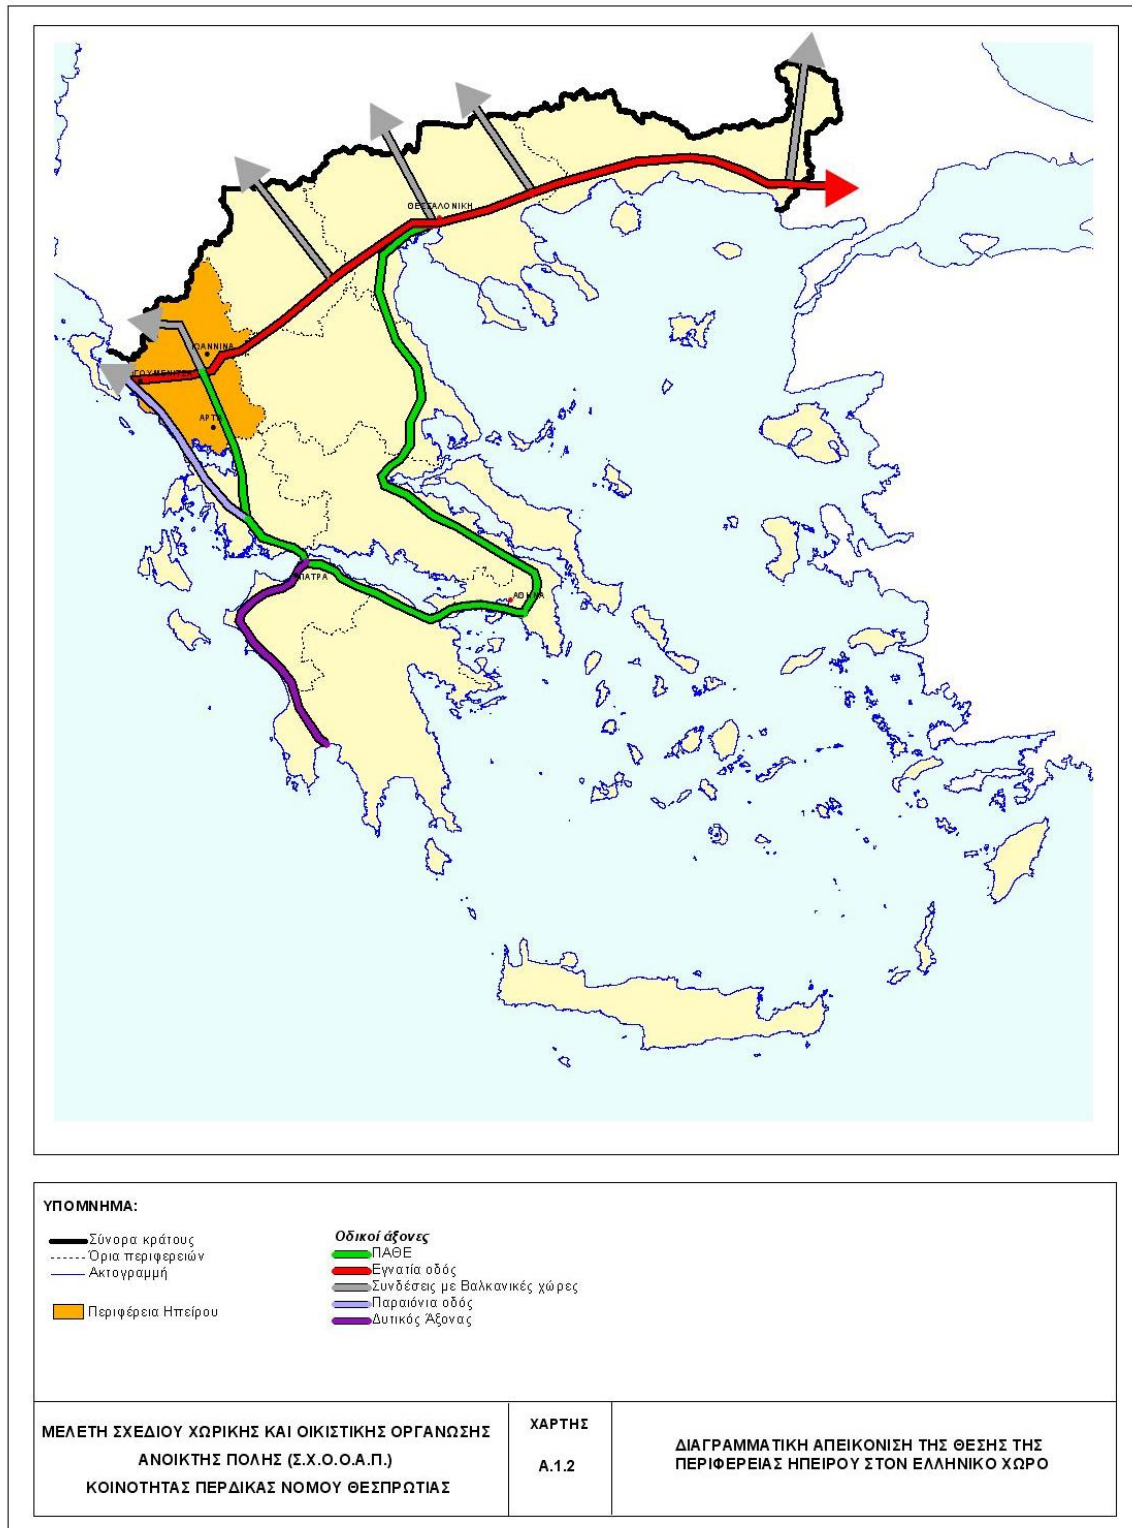 ΘΕΣΣΑΛΟΝΙΚΗ
ΙΩΑΝΝΙΝΑ
ΑΡΤΑ
ΠΑΤΡΑ
ΑΘΗΝΑ
ΥΠΟΜΝΗΜΑ:
Σύνορα κράτους
Όρια περιφερειών
Ακτογραμμή
Περιφέρεια Ηπείρου
Οδικοί άξονες
ΠΑΘΕ
Εγνατία οδός
Συνδέσεις με Βαλκανικές χώρες
Παραιόνια οδός
Δυτικός Άξονας
ΜΕΛΕΤΗ ΣΧΕΔΙΟΥ ΧΩΡΙΚΗΣ ΚΑΙ ΟΙΚΙΣΤΙΚΗΣ ΟΡΓΑΝΩΣΗΣ
ΑΝΟΙΚΤΗΣ ΠΟΛΗΣ (Σ.Χ.Ο.Ο.Α.Π.)
ΚΟΙΝΟΤΗΤΑΣ ΠΕΡΔΙΚΑΣ ΝΟΜΟΥ ΘΕΣΠΡΩΤΙΑΣ
ΧΑΡΤΗΣ
Α.1.2
ΔΙΑΓΡΑΜΜΑΤΙΚΗ ΑΠΕΙΚΟΝΙΣΗ ΤΗΣ ΘΕΣΗΣ ΤΗΣ
ΠΕΡΙΦΕΡΕΙΑΣ ΗΠΕΙΡΟΥ ΣΤΟΝ ΕΛΛΗΝΙΚΟ ΧΩΡΟ